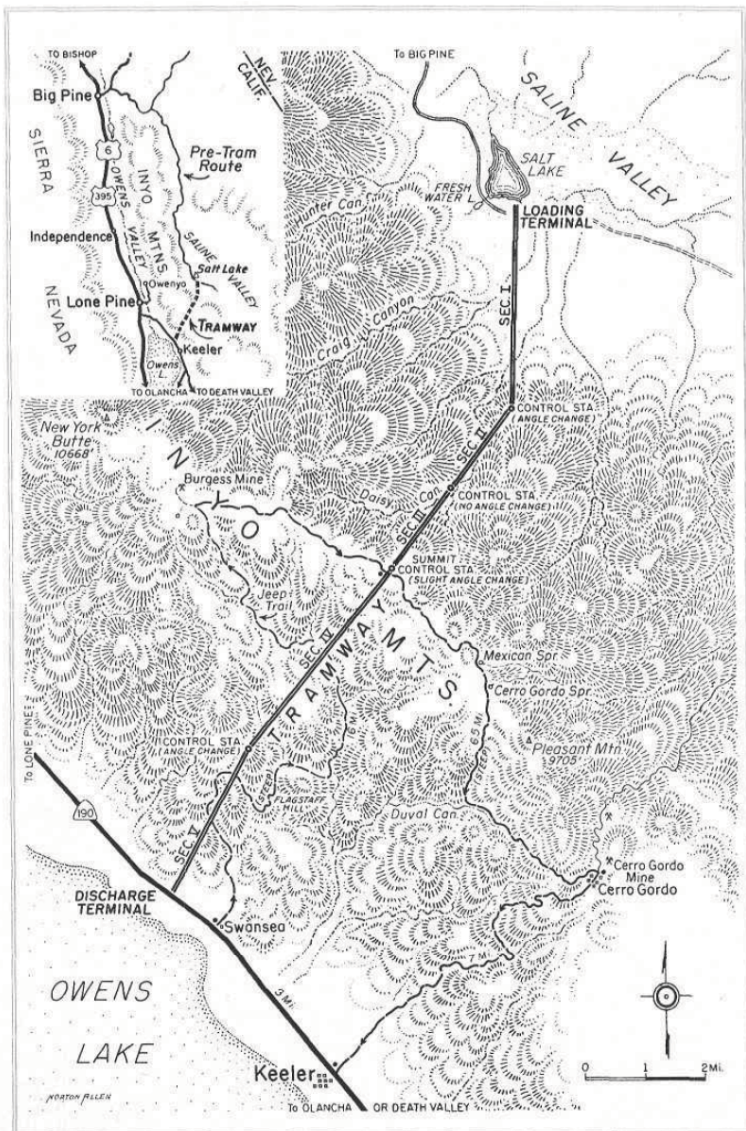 TO BISHOP
Big Pine
NEV.
CALIF.
Pre-Tram
Route
SIERRA
NEVADA
6
395
OWENS VALLEY
INYO
MTNS
Independence
SALINE VALLEY
Salt Lake
Owenyo
Lone Pine
TRAMWAY
Keeler
Owens
L.
TO OLANCHA
TO DEATH VALLEY
To BIG PINE
SALINE VALLEY
SALT
LAKE
FRESH
WATER L.
LOADING
TERMINAL
Hunter Can.
SEC. I
Craig Canyon
CONTROL STA.
(ANGLE CHANGE)
New York
Butte
10668'
SEC. II
INYO MTS.
Burgess Mine
Daisy Can.
CONTROL STA.
(NO ANGLE CHANGE)
SEC. III
SUMMIT
CONTROL STA.
(SLIGHT ANGLE CHANGE)
Jeep
Trail
SEC. IV
TRAMWAY
Mexican Spr.
Cerro Gordo Spr.
6.5 Mi.
6 Mi.
Pleasant Mtn.
9705
CONTROL STA.
(ANGLE CHANGE)
STEEP
FLAGSTAFF
HILL
To LONE PINE
190
Duval Can.
SEC. V
Cerro Gordo
Mine
Cerro Gordo
DISCHARGE
TERMINAL
Swansea
7 Mi.
3 Mi.
OWENS
LAKE
Keeler
0 1 2 Mi.
NORTON ALLEN
To OLANCHA OR DEATH VALLEY